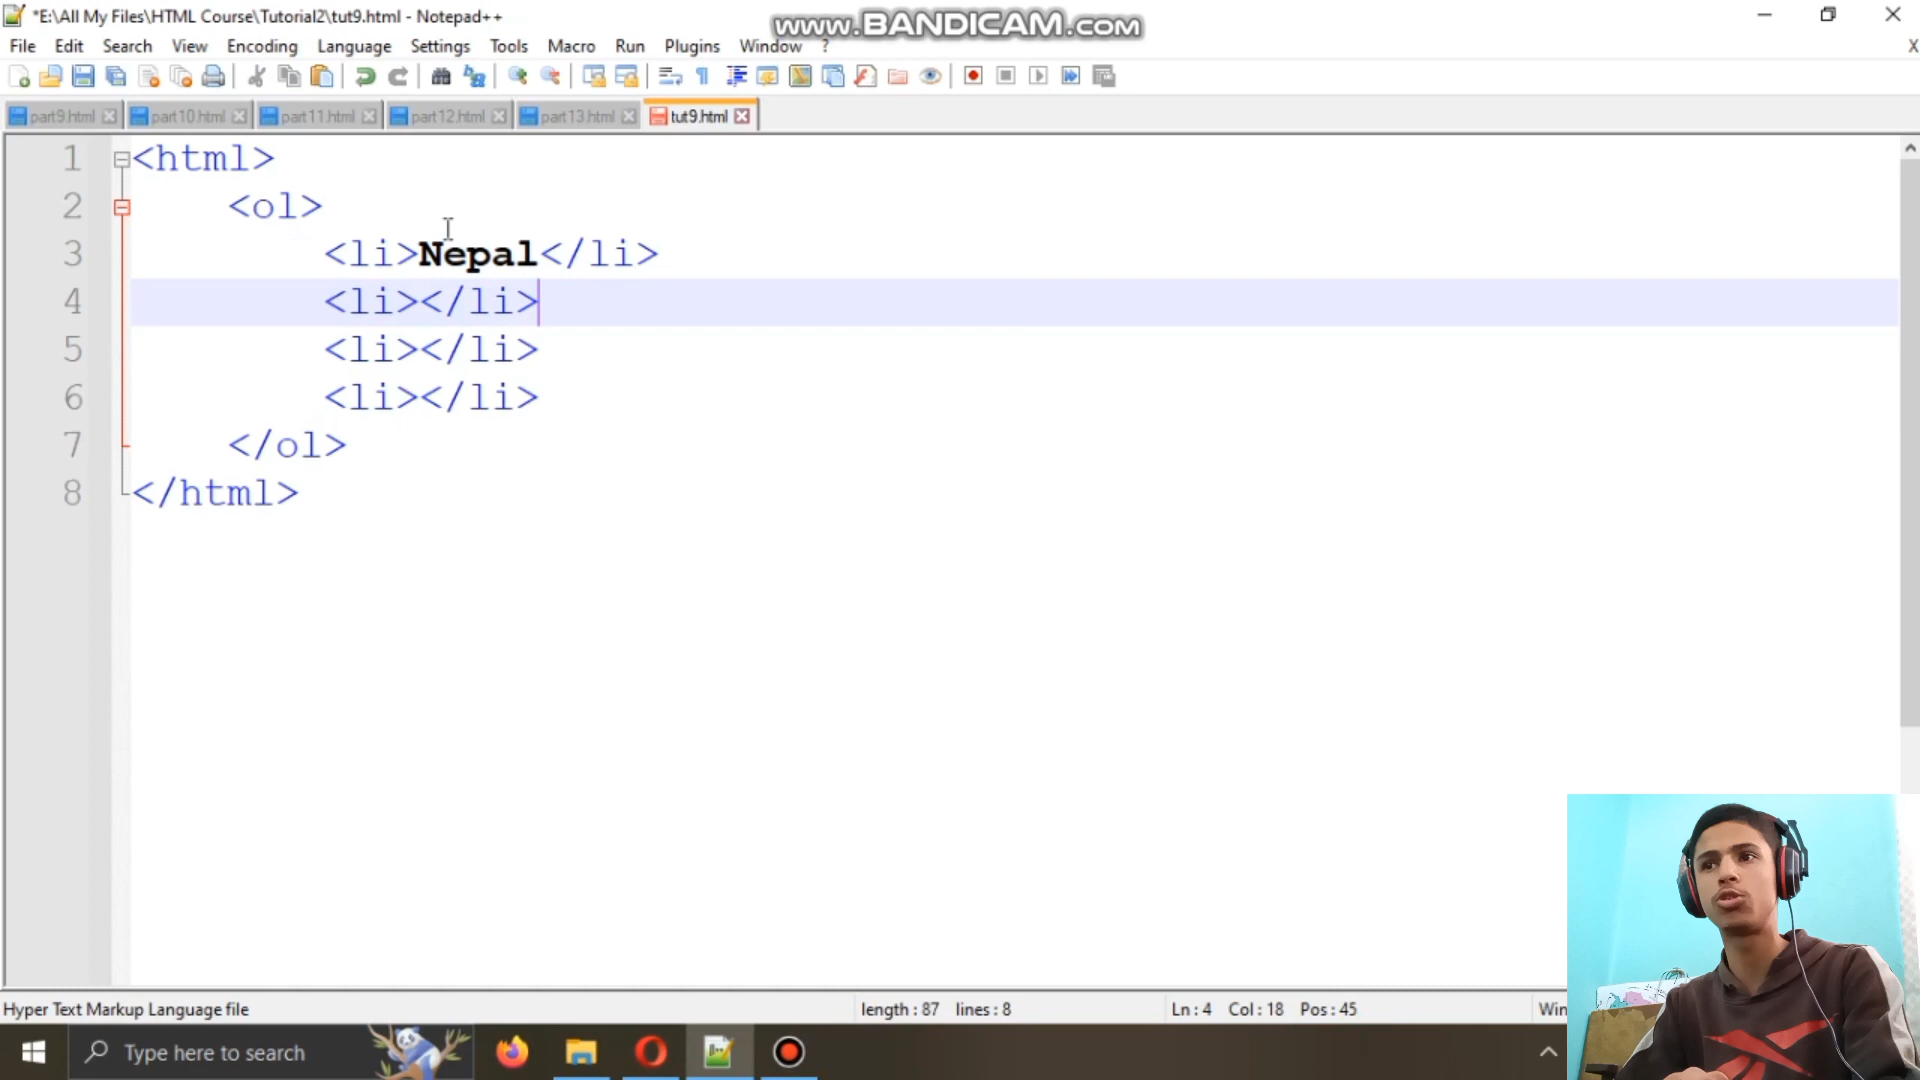 *E:\All My Files\HTML Course\Tutorial2\tut9.html - Notepad++
www.BANDICAM.com
File Edit Search View Encoding Language Settings Tools Macro Run Plugins Window ? X
part9.html part10.html part11.html part12.html part13.html tut9.html
1 <html>
2 <ol>
3 <li>Nepal</li>
4 <li></li>
5 <li></li>
6 <li></li>
7 </ol>
8 </html>
Hyper Text Markup Language file length : 87 lines : 8 Ln : 4 Col : 18 Pos : 45 Win
Type here to search